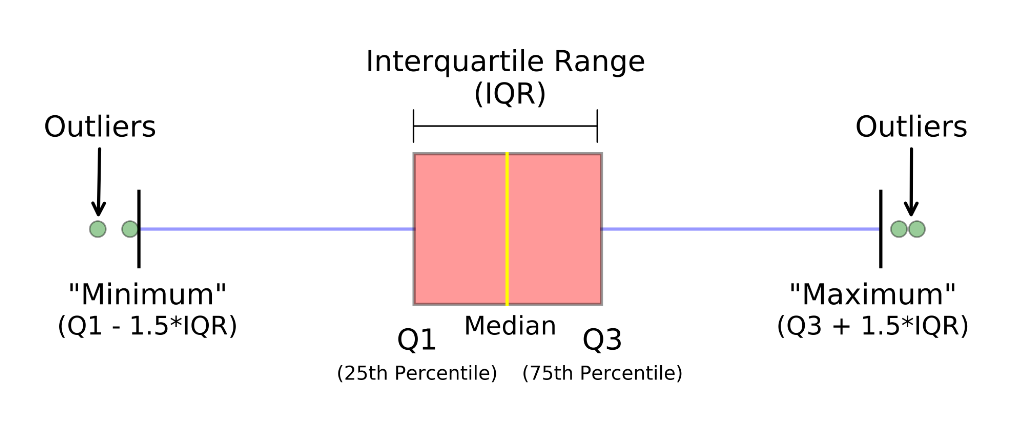 Interquartile Range
(IQR)
Outliers
Outliers
"Minimum"
(Q1 - 1.5*IQR)
"Maximum"
(Q3 + 1.5*IQR)
Q1
Median
Q3
(25th Percentile)
(75th Percentile)